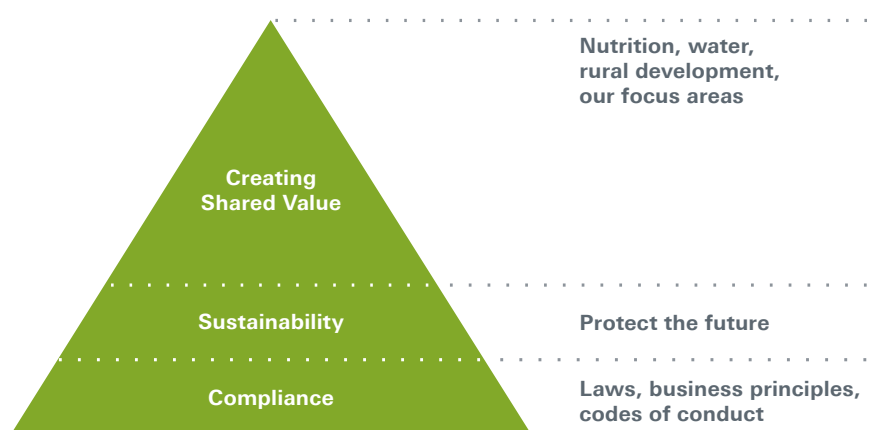 Nutrition, water,
rural development,
our focus areas
Creating
Shared Value
Sustainability
Protect the future
Compliance
Laws, business principles,
codes of conduct